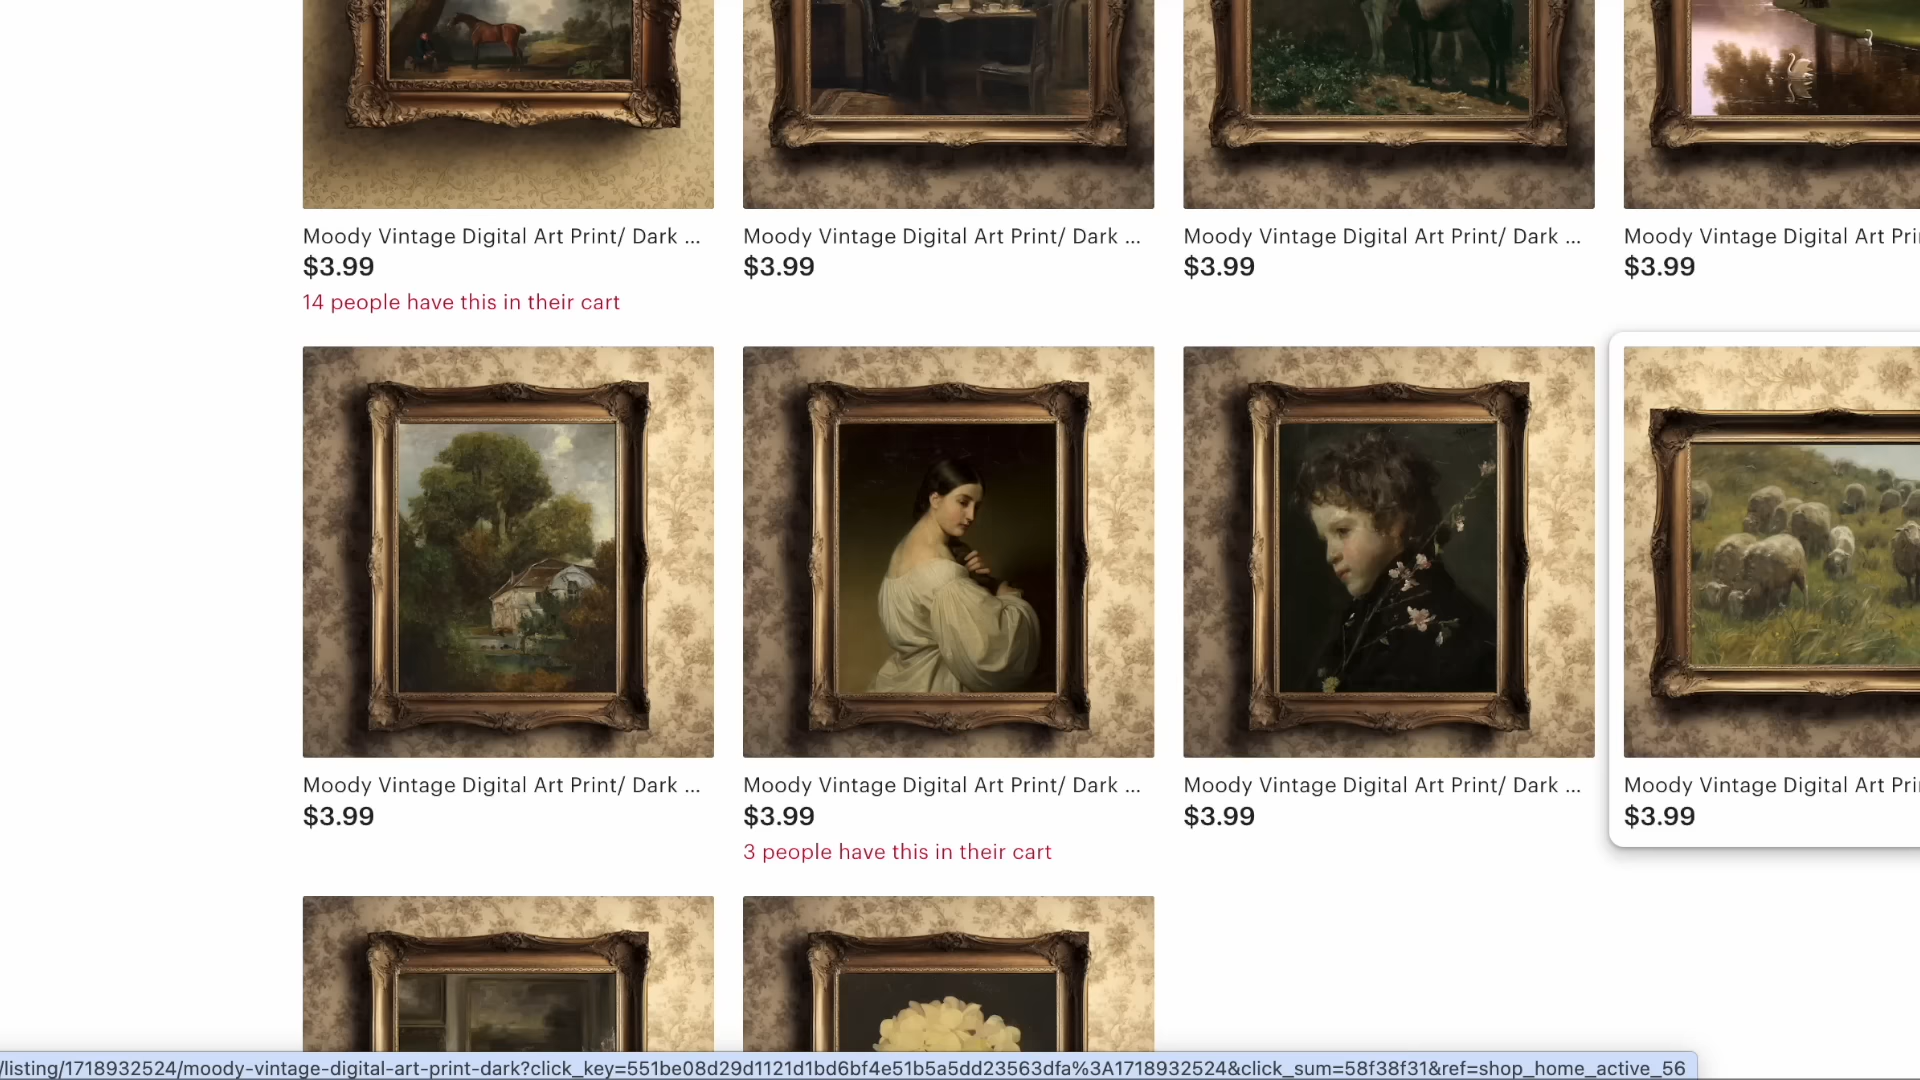 Moody Vintage Digital Art Print/ Dark ...
Moody Vintage Digital Art Print/ Dark ...
Moody Vintage Digital Art Print/ Dark ...
Moody Vintage Digital Art Pri
$3.99
$3.99
$3.99
$3.99
14 people have this in their cart
Moody Vintage Digital Art Print/ Dark ...
Moody Vintage Digital Art Print/ Dark ...
Moody Vintage Digital Art Print/ Dark ...
Moody Vintage Digital Art Pri
$3.99
$3.99
$3.99
$3.99
3 people have this in their cart
/listing/1718932524/moody-vintage-digital-art-print-dark?click_key=551be08d29d1121d1bd6bf4e51b5a5dd23563dfa%3A1718932524&click_sum=58f38f31&ref=shop_home_active_56